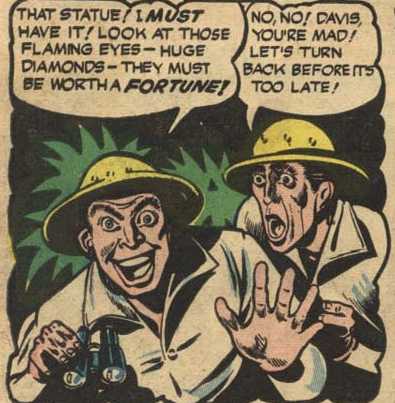 THAT STATUE! I MUST
HAVE IT! LOOK AT THOSE
FLAMING EYES — HUGE
DIAMONDS — THEY MUST
BE WORTH A FORTUNE!
NO, NO! DAVIS,
YOU'RE MAD!
LET'S TURN
BACK BEFORE ITS
TOO LATE!